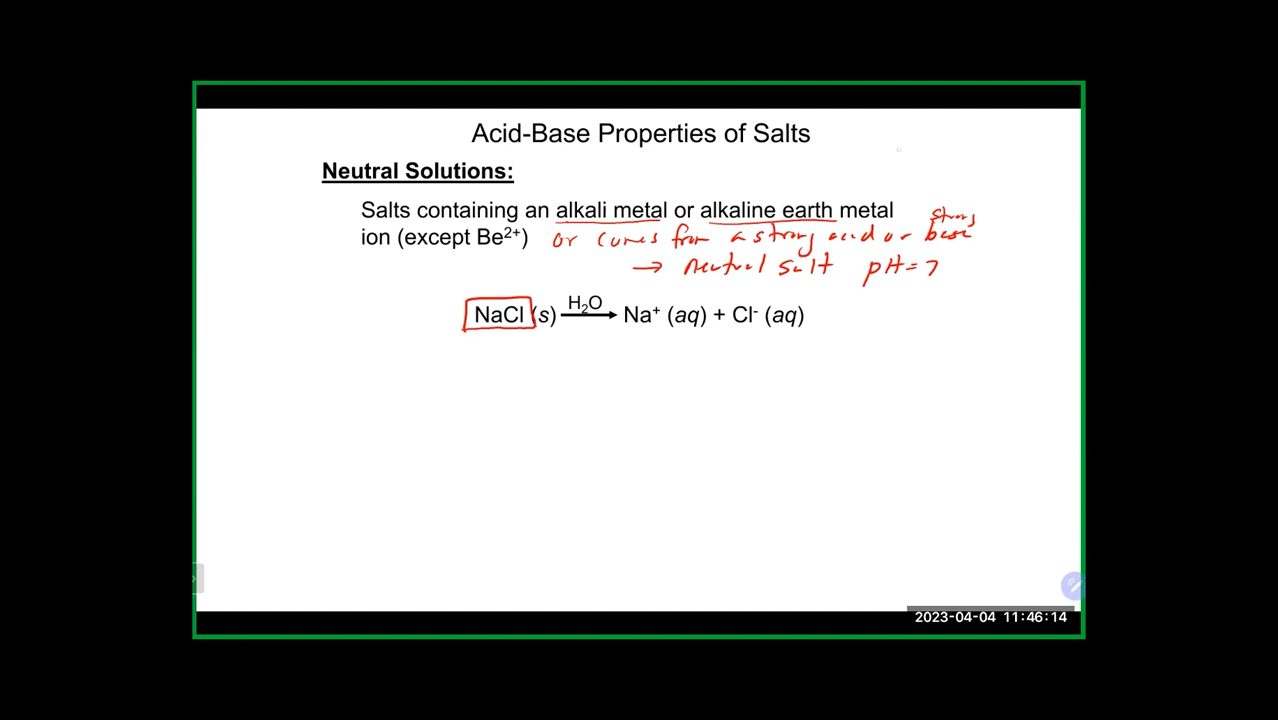 Acid-Base Properties of Salts
Neutral Solutions:
Salts containing an alkali metal or alkaline earth metal
strong
ion (except Be²⁺) or comes from a strong acid or base
→ neutral salt pH = 7
NaCl (s) H₂O → Na⁺ (aq) + Cl⁻ (aq)
2023-04-04 11:46:14